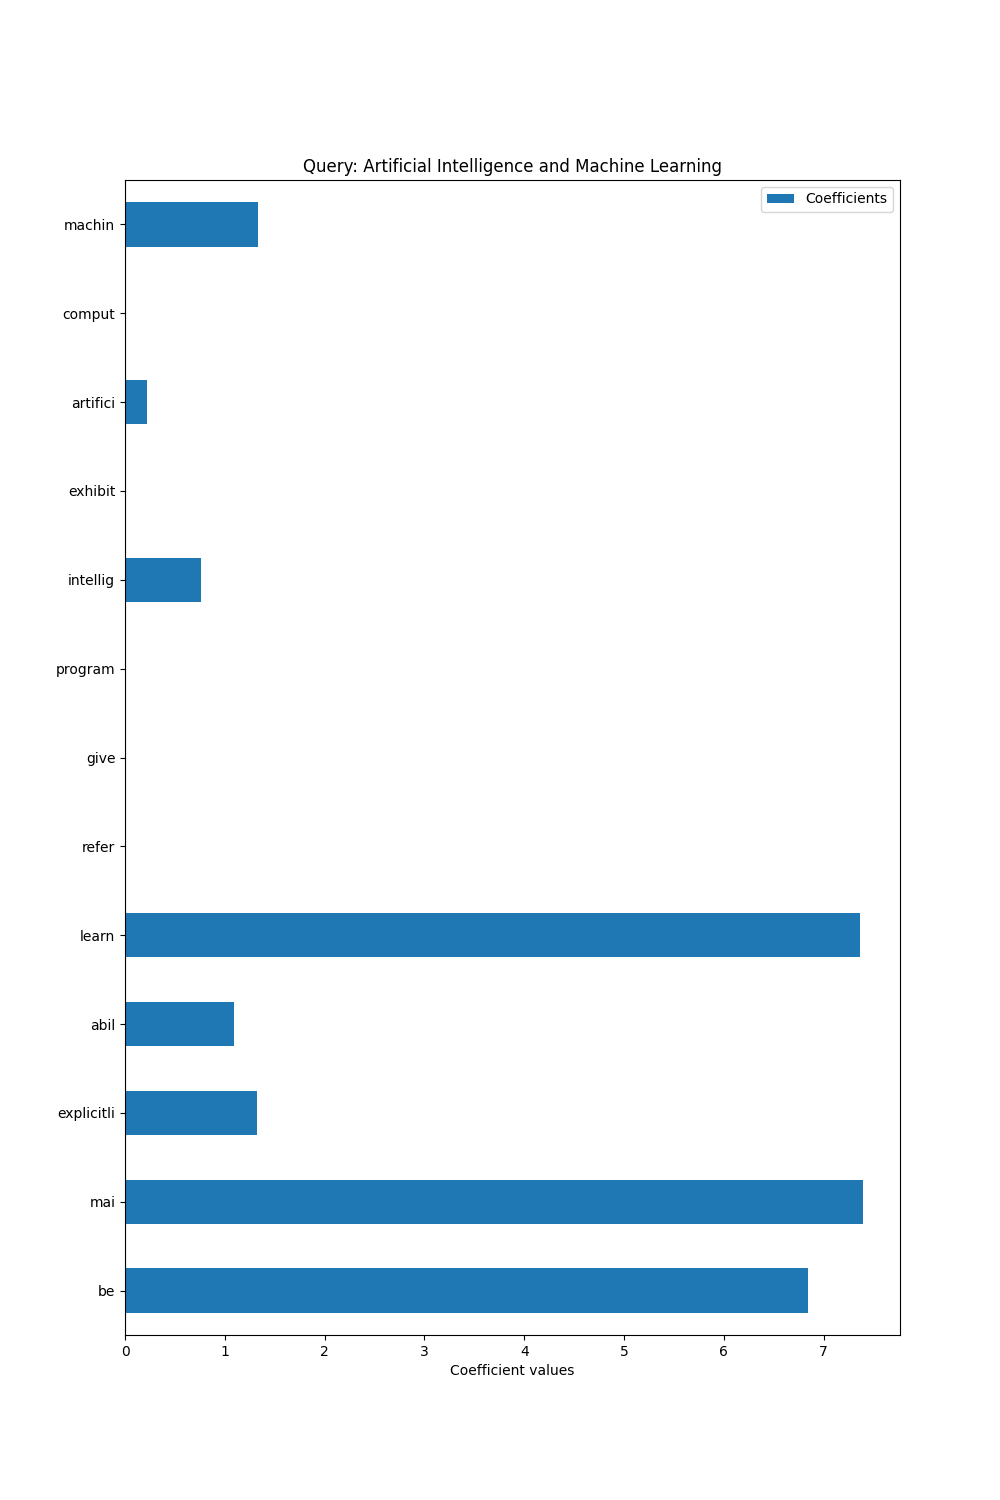 Query: Artificial Intelligence and Machine Learning
Coefficients
machin
comput
artifici
exhibit
intellig
program
give
refer
learn
abil
explicitli
mai
be
0 1 2 3 4 5 6 7
Coefficient values